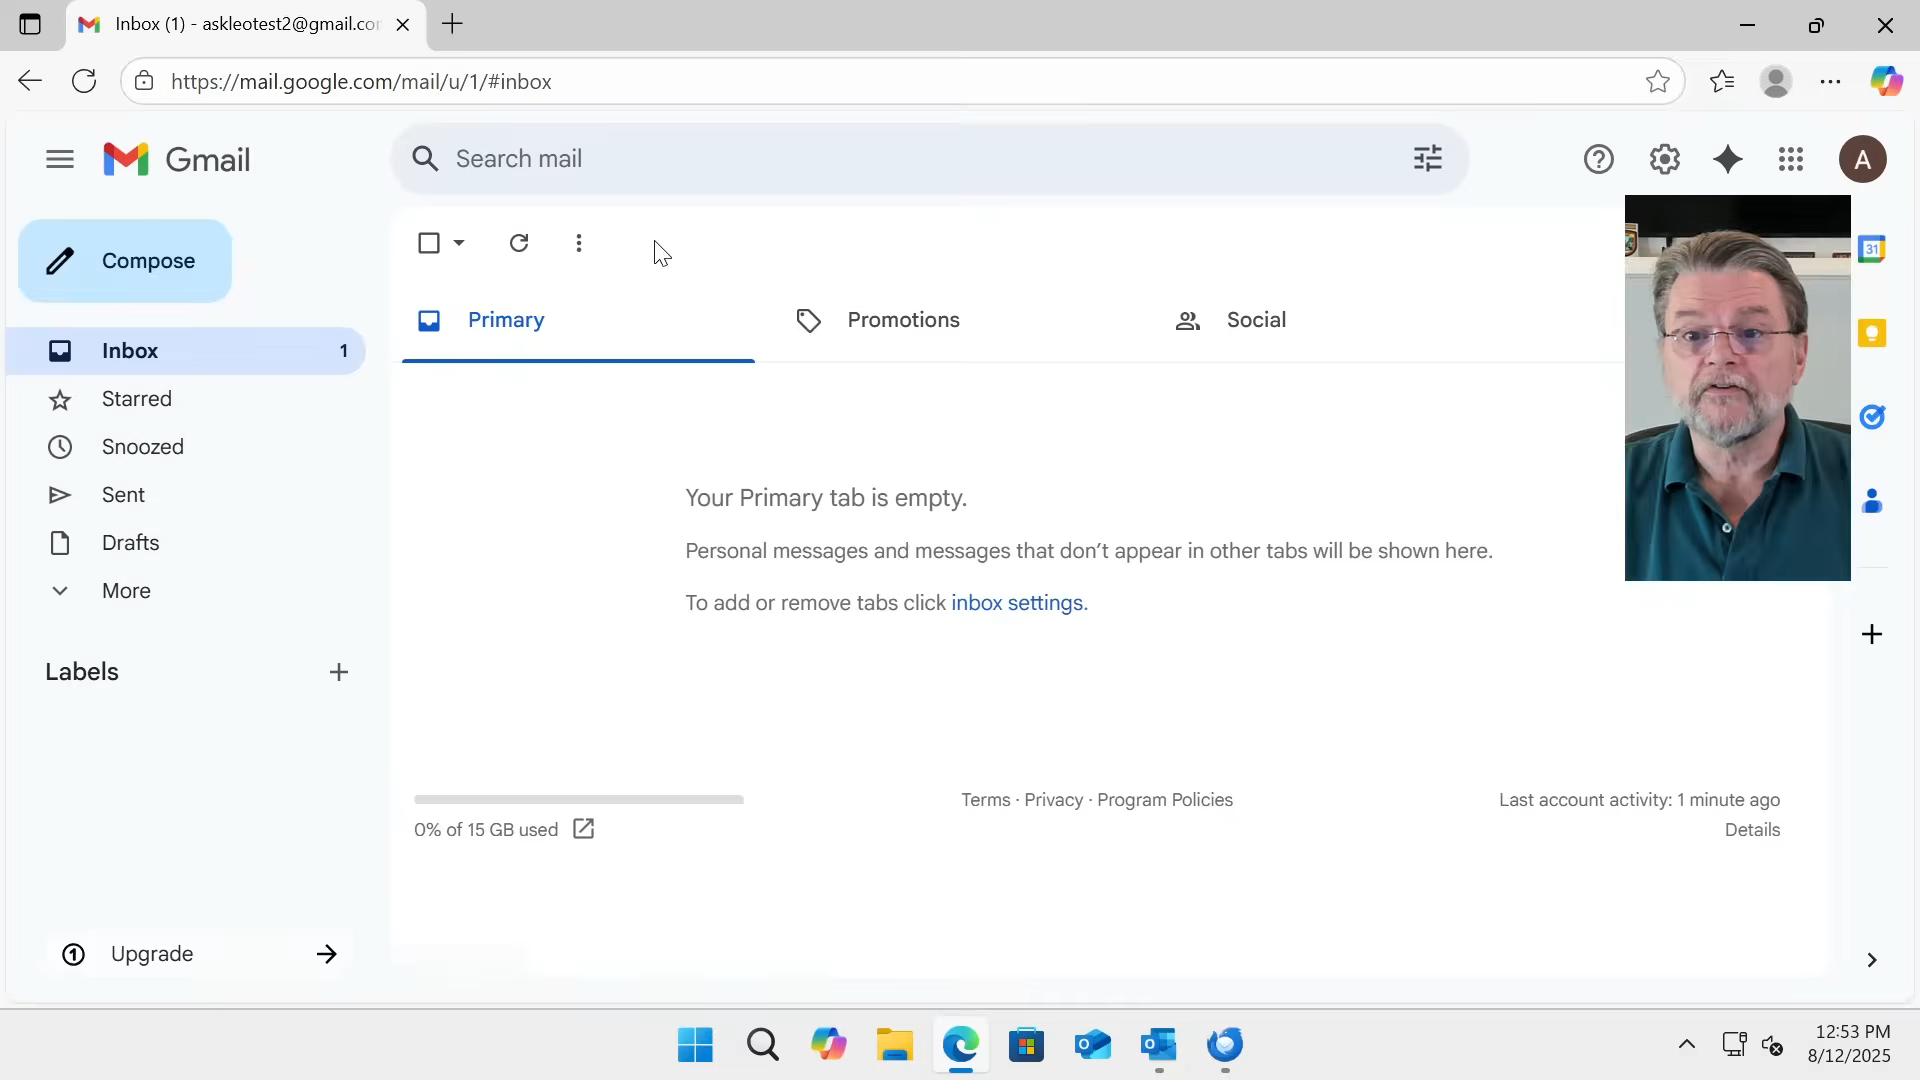 Inbox (1) - askleotest2@gmail.co
https://mail.google.com/mail/u/1/#inbox
Gmail
Search mail
A
Compose
31
Primary
Promotions
Social
Inbox 1
Starred
Snoozed
Sent
Drafts
More
Your Primary tab is empty.
Personal messages and messages that don’t appear in other tabs will be shown here.
To add or remove tabs click inbox settings.
Labels
Terms · Privacy · Program Policies
Last account activity: 1 minute ago
0% of 15 GB used
Details
1 Upgrade
12:53 PM
8/12/2025